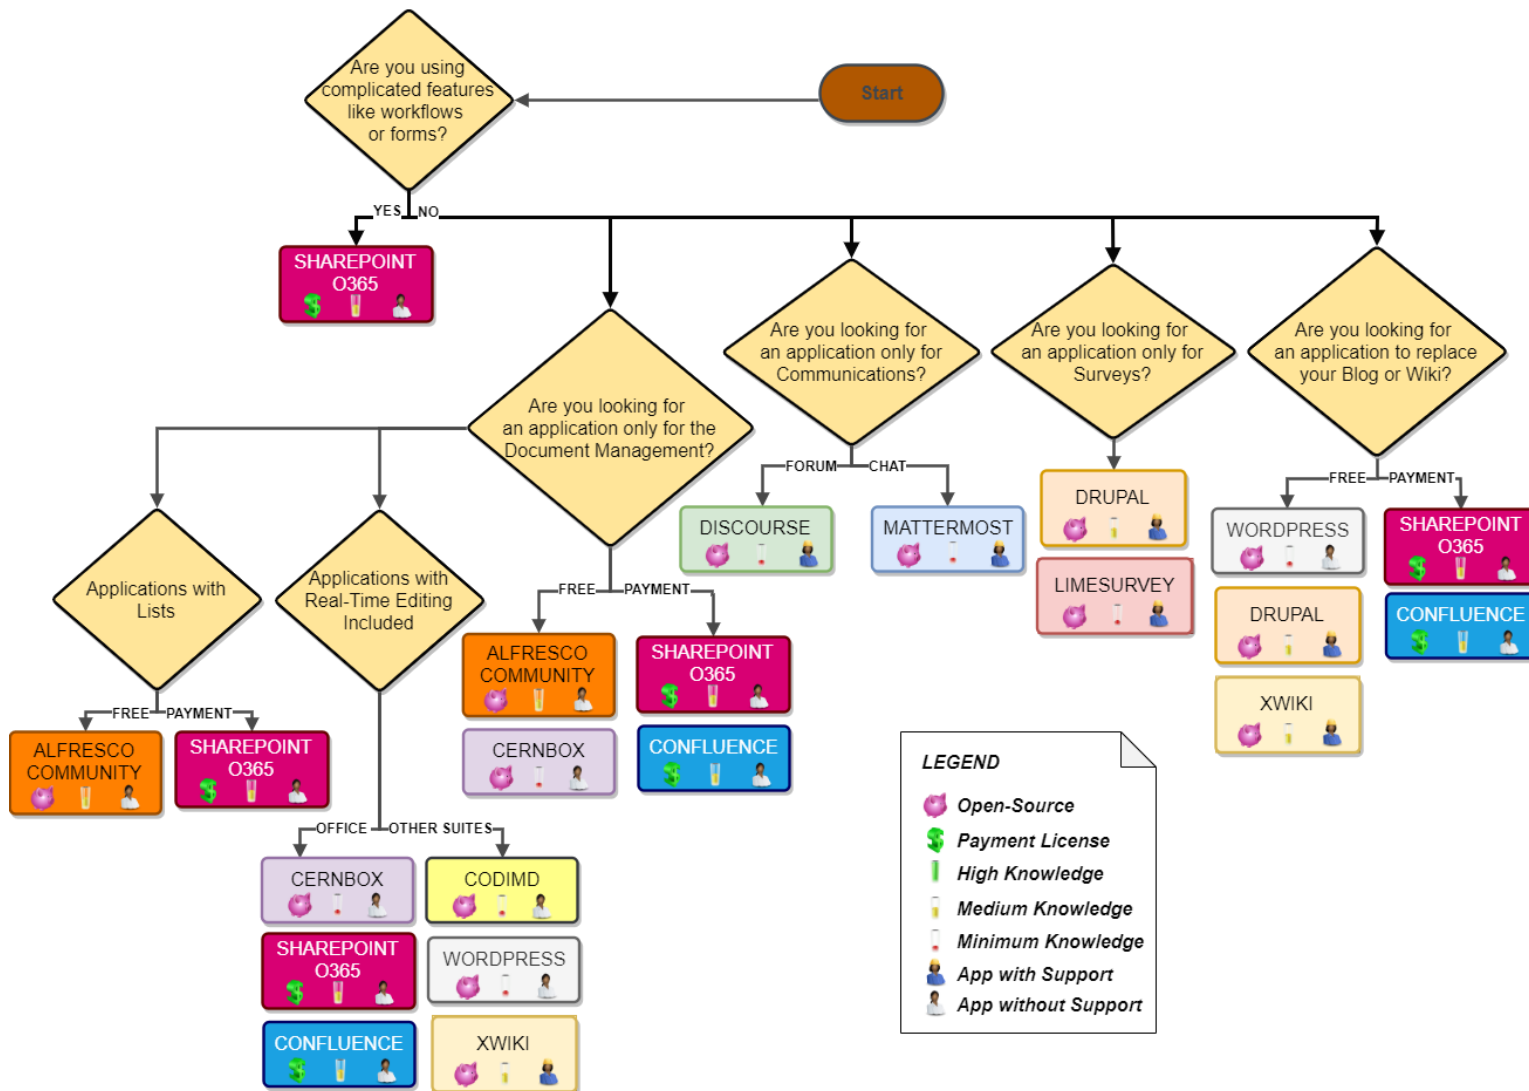 Start
Are you using
complicated features
like workflows
or forms?
YES
NO
SHAREPOINT
O365
Are you looking for
an application only for the
Document Management?
Are you looking for
an application only for
Communications?
Are you looking for
an application only for
Surveys?
Are you looking for
an application to replace
your Blog or Wiki?
Applications with
Lists
Applications with
Real-Time Editing
Included
FREE
PAYMENT
ALFRESCO
COMMUNITY
SHAREPOINT
O365
OFFICE
OTHER SUITES
CERNBOX
SHAREPOINT
O365
CONFLUENCE
CODIMD
WORDPRESS
XWIKI
FREE
PAYMENT
ALFRESCO
COMMUNITY
CERNBOX
SHAREPOINT
O365
CONFLUENCE
FORUM
CHAT
DISCOURSE
MATTERMOST
DRUPAL
LIMESURVEY
FREE
PAYMENT
WORDPRESS
DRUPAL
XWIKI
SHAREPOINT
O365
CONFLUENCE
LEGEND
Open-Source
Payment License
High Knowledge
Medium Knowledge
Minimum Knowledge
App with Support
App without Support